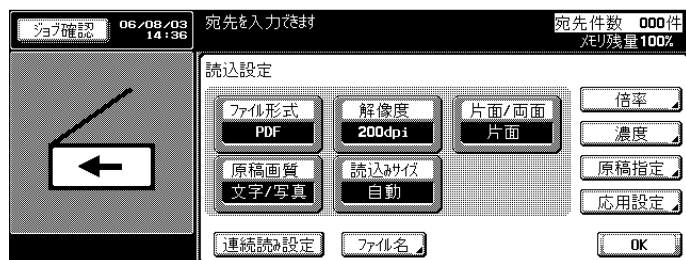 ジョブ確認
06/08/03
14:36
宛先を入力できます
宛先件数 000件
メモリ残量100%
読込設定
ファイル形式
PDF
解像度
200dpi
片面/両面
片面
倍率
濃度
原稿画質
文字/写真
読込みサイズ
自動
原稿指定
応用設定
連続読み設定
ファイル名
OK